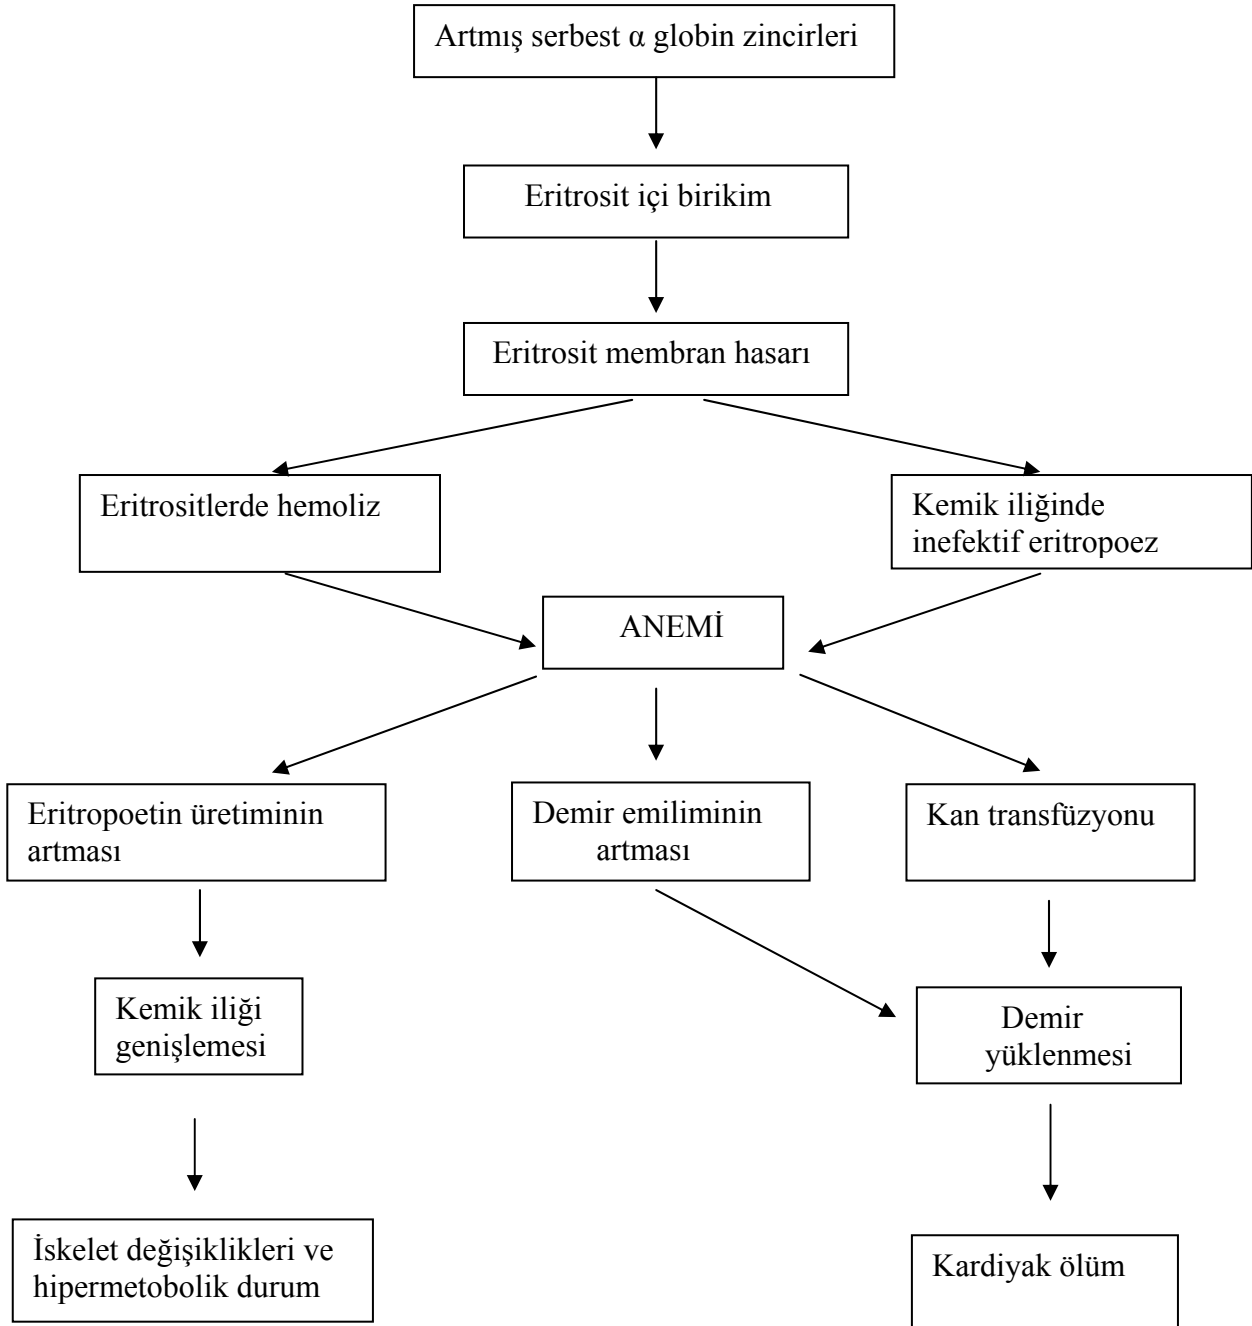 Artmış serbest α globin zincirleri
Eritrosit içi birikim
Eritrosit membran hasarı
Eritrositlerde hemoliz
Kemik iliğinde
inefektif eritropoez
ANEMİ
Eritropoetin üretiminin
artması
Demir emiliminin
artması
Kan transfüzyonu
Kemik iliği
genişlemesi
Demir
yüklenmesi
İskelet değişiklikleri ve
hipermetobolik durum
Kardiyak ölüm